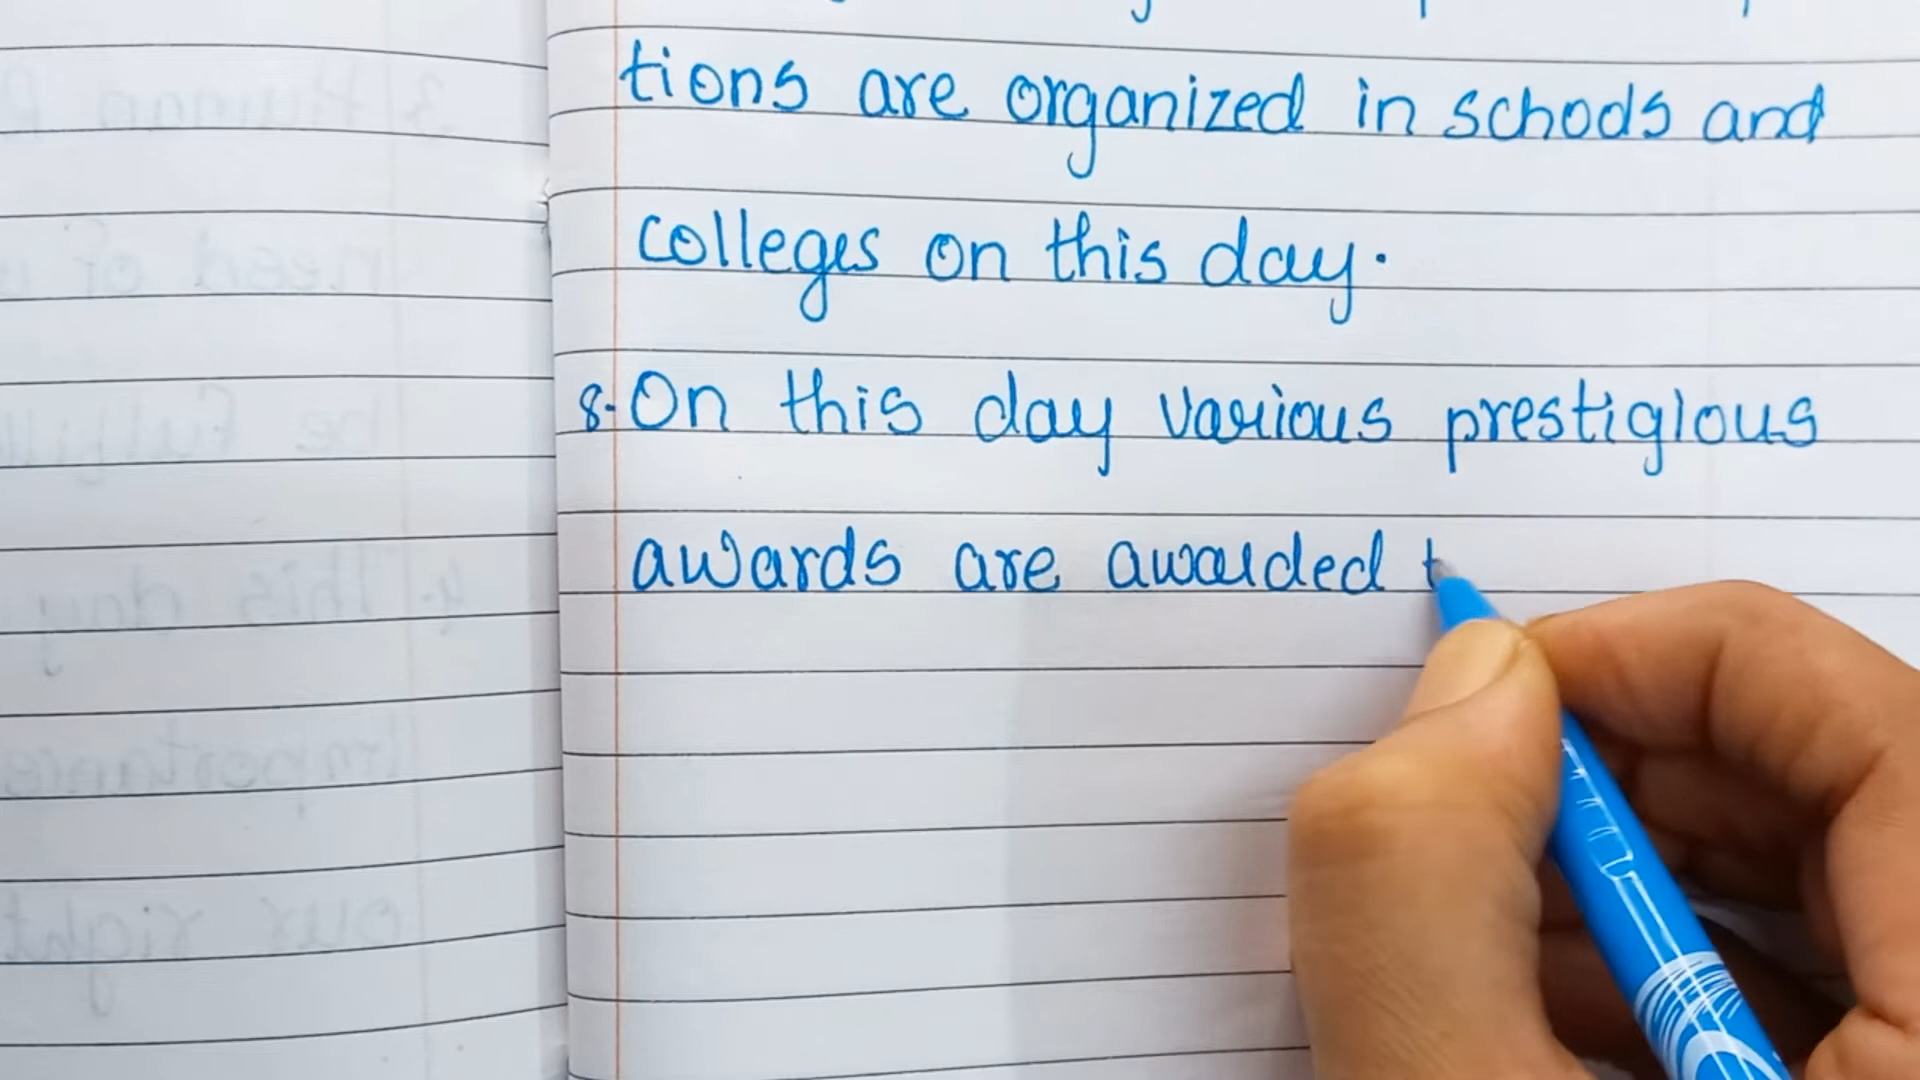 tions are organized in schools and
colleges on this day.
8. On this day various prestigious
awards are awarded t